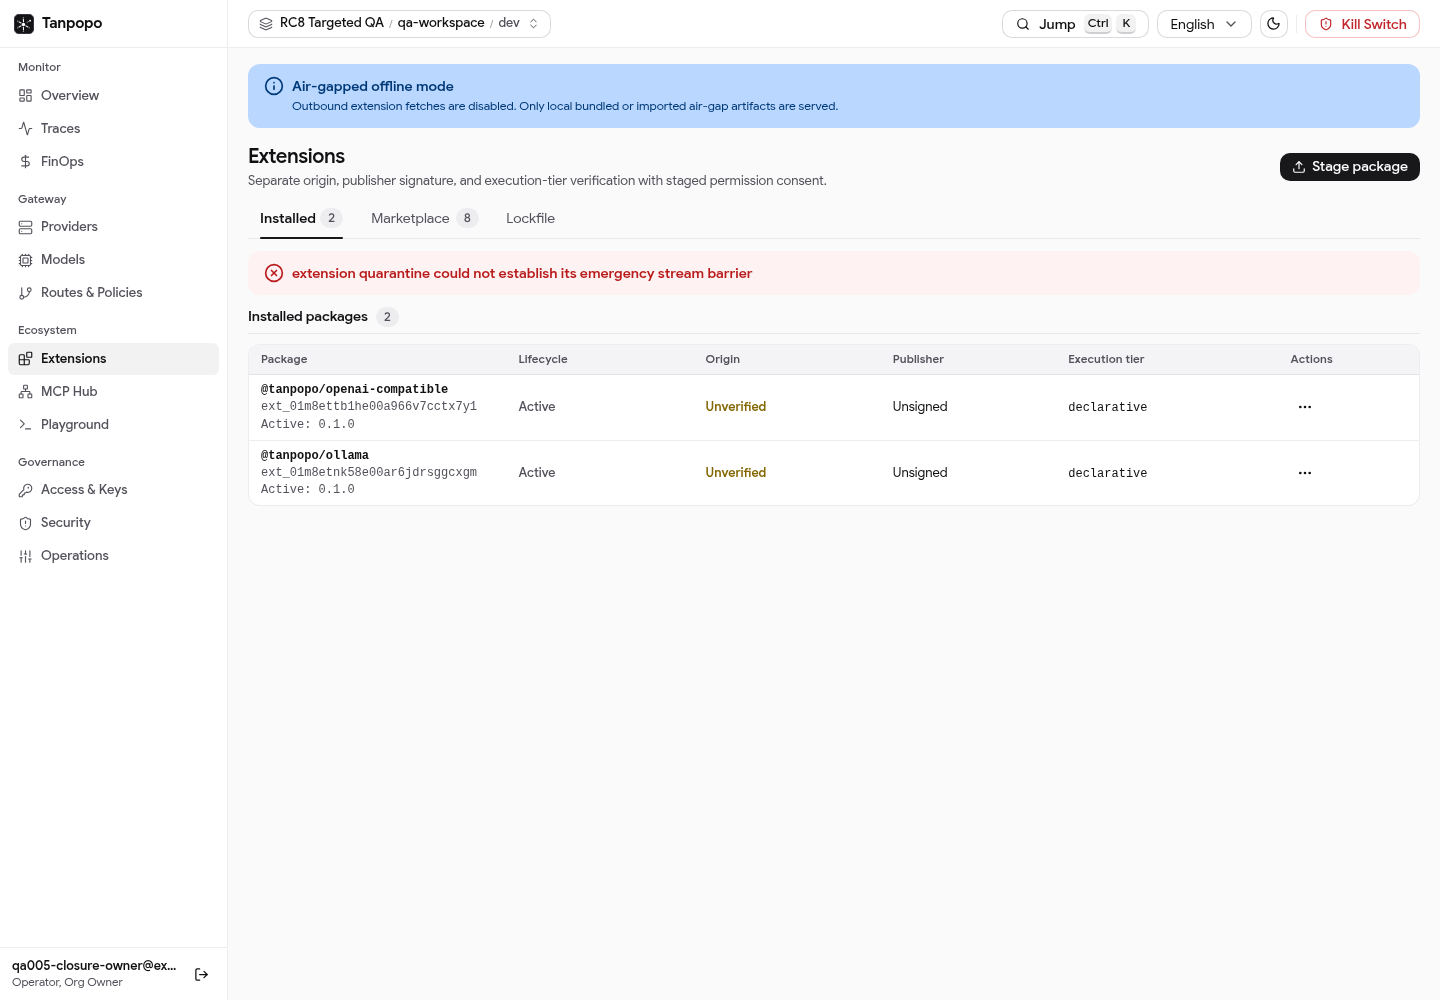 Tanpopo
RC8 Targeted QA / qa-workspace / dev
Jump Ctrl K
English
Kill Switch
Monitor
Overview
Traces
FinOps
Gateway
Providers
Models
Routes & Policies
Ecosystem
Extensions
MCP Hub
Playground
Governance
Access & Keys
Security
Operations
qa005-closure-owner@ex...
Operator, Org Owner
Air-gapped offline mode
Outbound extension fetches are disabled. Only local bundled or imported air-gap artifacts are served.
Extensions
Separate origin, publisher signature, and execution-tier verification with staged permission consent.
Stage package
Installed 2 Marketplace 8 Lockfile
extension quarantine could not establish its emergency stream barrier
Installed packages 2
Package Lifecycle Origin Publisher Execution tier Actions
@tanpopo/openai-compatible
ext_01m8ettb1he00a966v7cctx7y1 Active Unverified Unsigned declarative
Active: 0.1.0
@tanpopo/ollama
ext_01m8etnk58e00ar6jdrsggcxgm Active Unverified Unsigned declarative
Active: 0.1.0